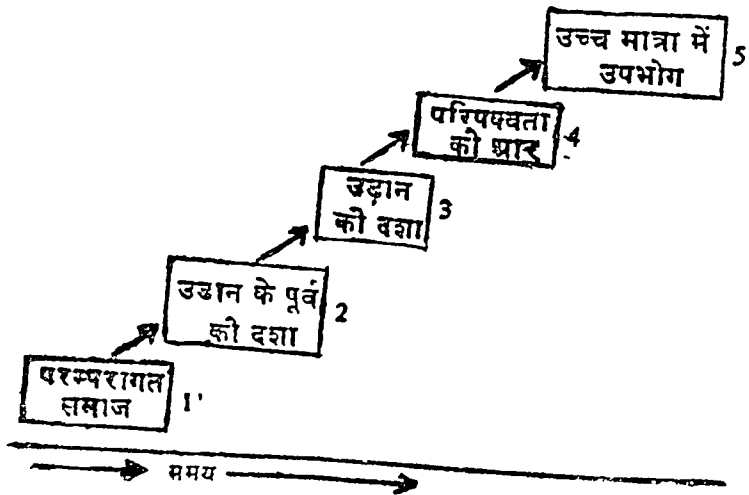 उच्च मात्रा में
उपभोग
5
परिपक्वता
की ओर
4
उड़ान
की दशा
3
उडान के पूर्व
की दशा
2
परम्परागत
समाज
1'
समय